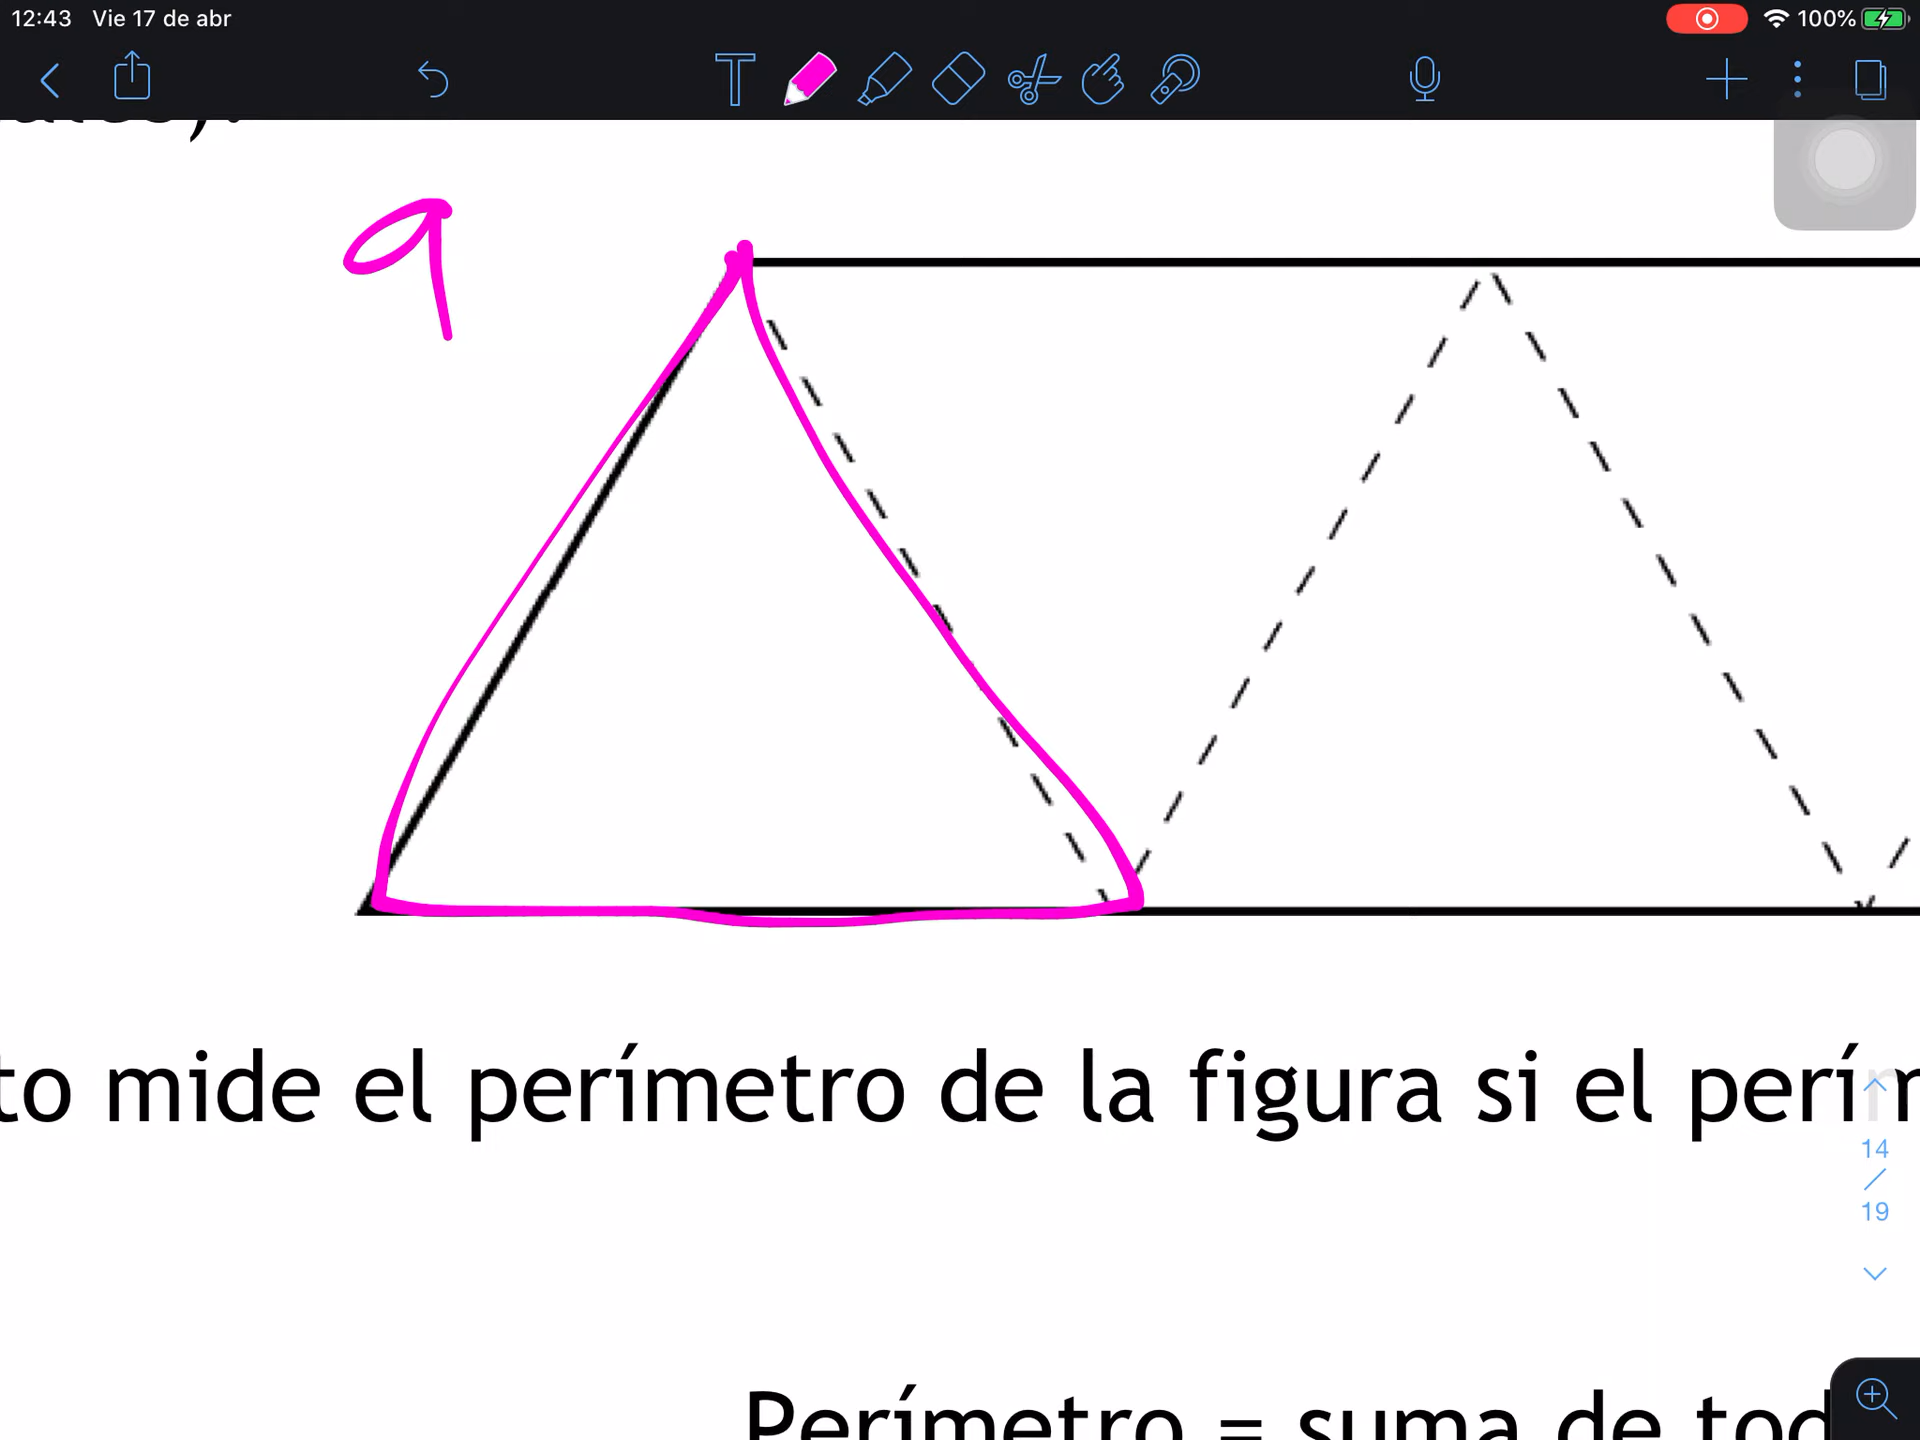 12:43 Vie 17 de abr 100%
9
to mide el perímetro de la figura si el perím
14
/
19
Perímetro = suma de tod